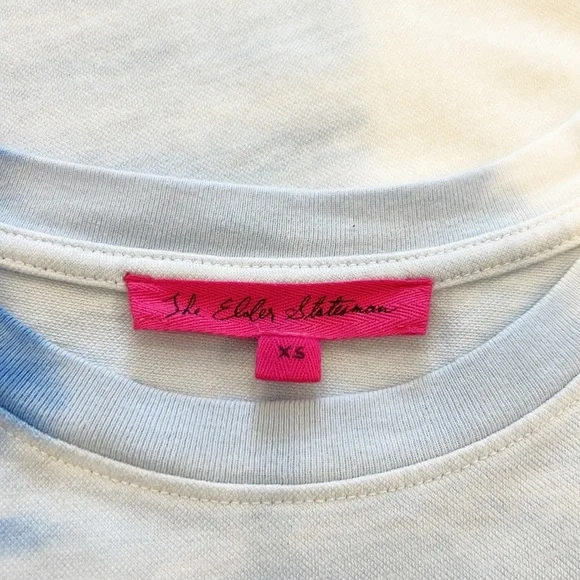 The Elder Statesman
XS